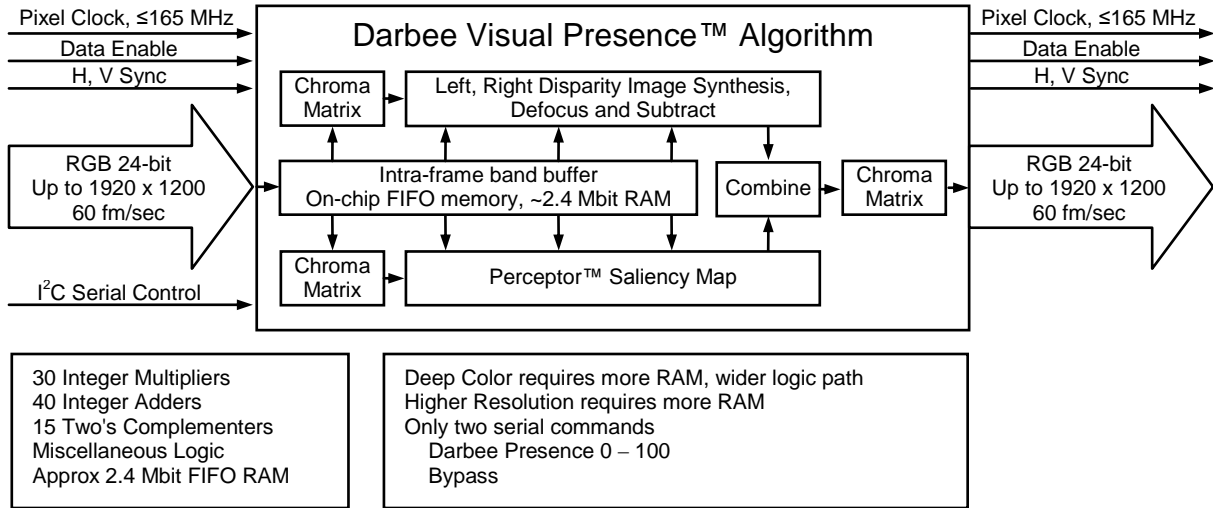 Pixel Clock, ≤165 MHz
Data Enable
H, V Sync
RGB 24-bit
Up to 1920 x 1200
60 fm/sec
I²C Serial Control
Darbee Visual Presence™ Algorithm
Chroma
Matrix
Left, Right Disparity Image Synthesis,
Defocus and Subtract
Intra-frame band buffer
On-chip FIFO memory, ~2.4 Mbit RAM
Combine
Chroma
Matrix
Chroma
Matrix
Perceptor™ Saliency Map
Pixel Clock, ≤165 MHz
Data Enable
H, V Sync
RGB 24-bit
Up to 1920 x 1200
60 fm/sec
30 Integer Multipliers
40 Integer Adders
15 Two's Complementers
Miscellaneous Logic
Approx 2.4 Mbit FIFO RAM
Deep Color requires more RAM, wider logic path
Higher Resolution requires more RAM
Only two serial commands
Darbee Presence 0 – 100
Bypass